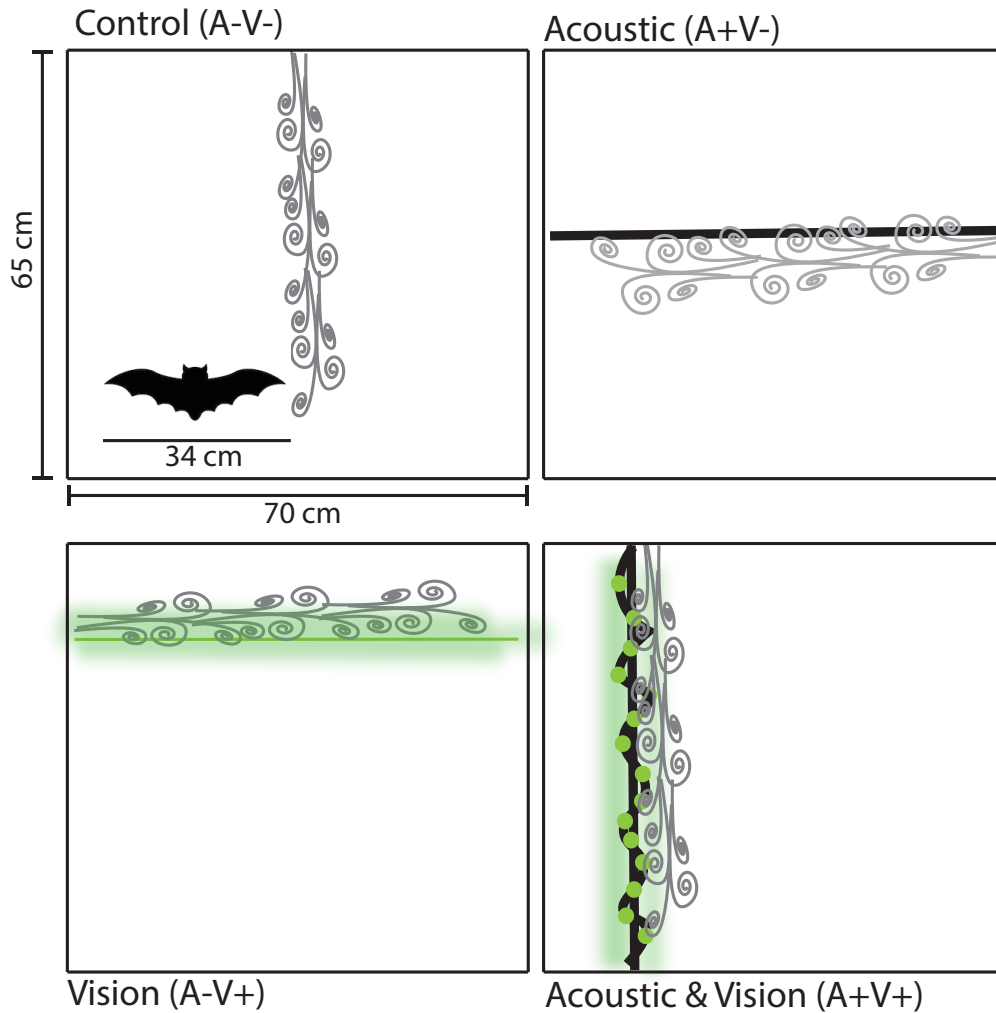 Control (A-V-)
Acoustic (A+V-)
65 cm
34 cm
70 cm
Vision (A-V+)
Acoustic & Vision (A+V+)